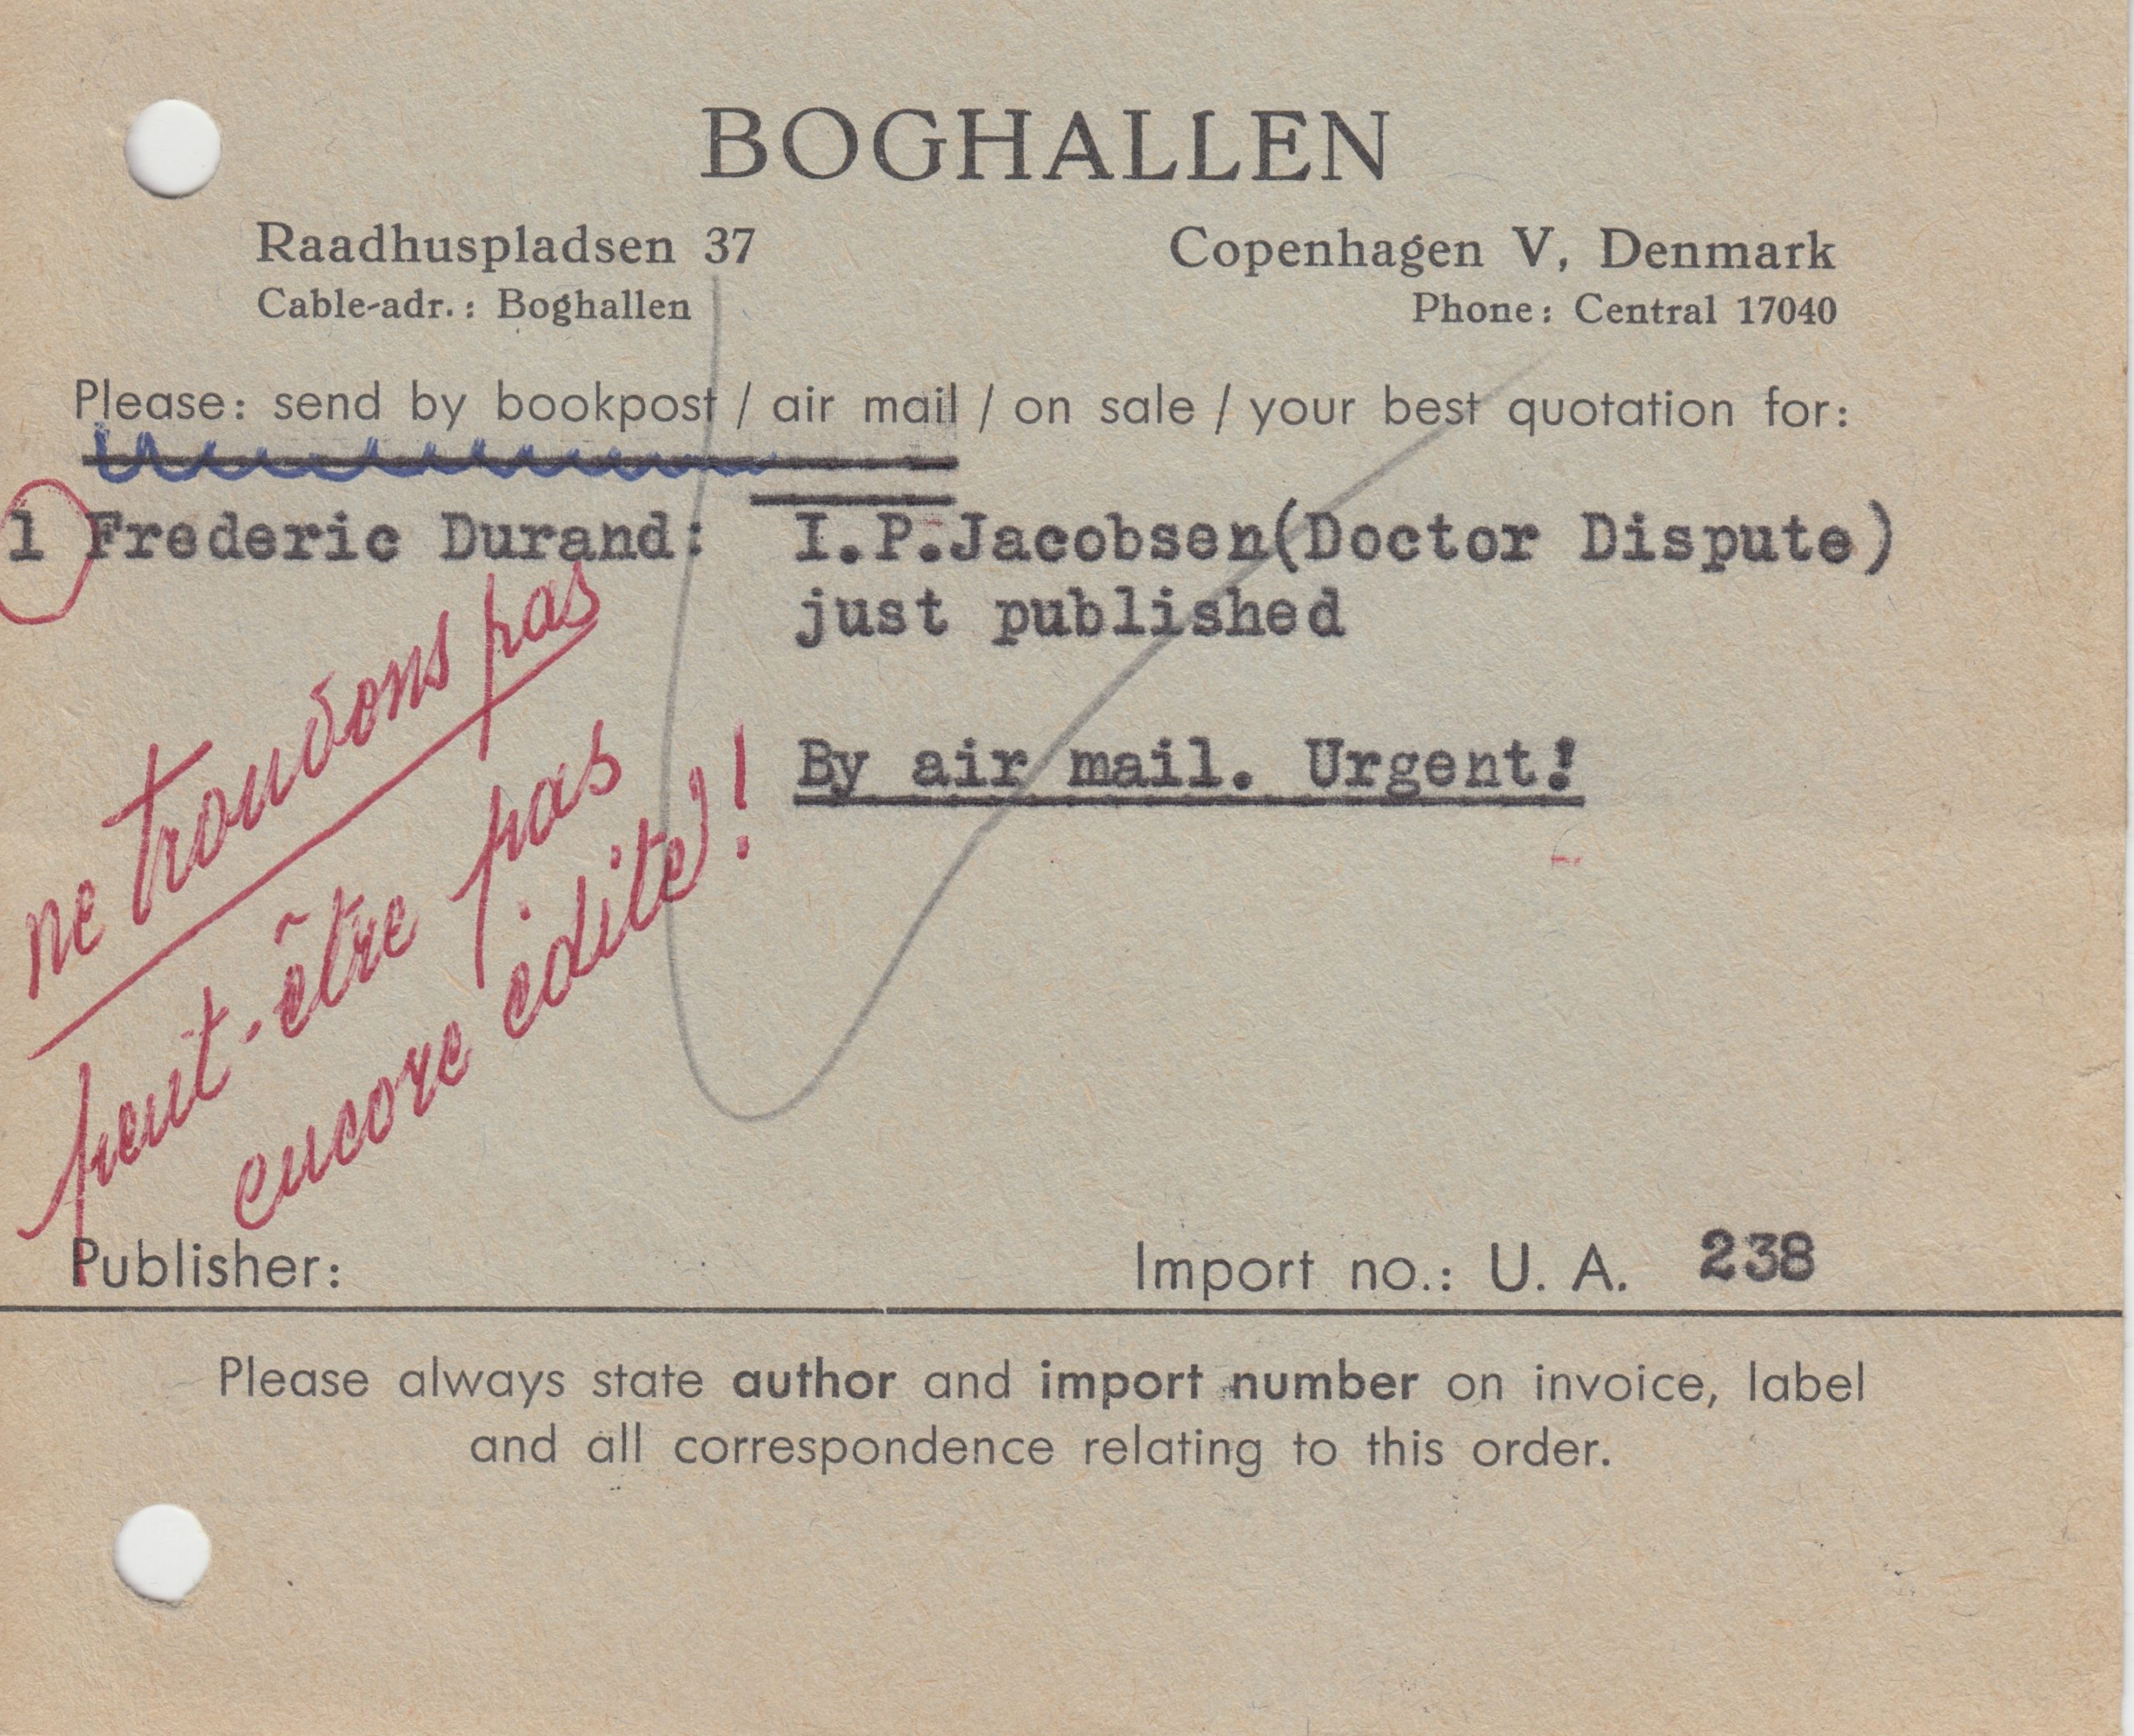 BOGHALLEN
Raadhuspladsen 37 Copenhagen V, Denmark
Cable-adr.: Boghallen Phone: Central 17040
Please: send by bookpost / air mail / on sale / your best quotation for:
1 Frederic Durand: I.P.Jacobsen(Doctor Dispute)
just published
By air mail. Urgent!
ne trouvons pas
peut-être pas
encore édité!
Publisher: Import no.: U. A. 238
Please always state author and import number on invoice, label
and all correspondence relating to this order.